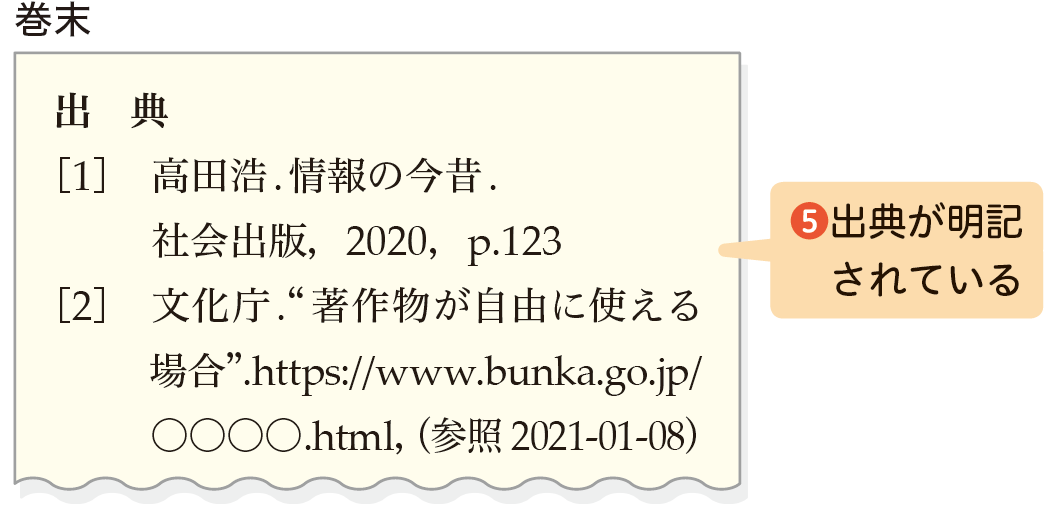 巻末
出　典
[1]　高田浩.情報の今昔.
社会出版，2020，p.123
[2]　文化庁.“著作物が自由に使える
場合”.https://www.bunka.go.jp/
○○○○.html,（参照 2021-01-08）
❺出典が明記
されている